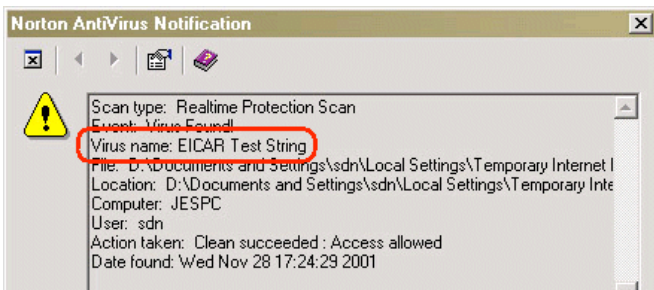 Norton AntiVirus Notification
Scan type: Realtime Protection Scan
Event: Virus Found!
Virus name: EICAR Test String
File: D:\Documents and Settings\sdn\Local Settings\Temporary Internet
Location: D:\Documents and Settings\sdn\Local Settings\Temporary
Computer: JESPC
User: sdn
Action taken: Clean succeeded : Access allowed
Date found: Wed Nov 28 17:24:29 2001